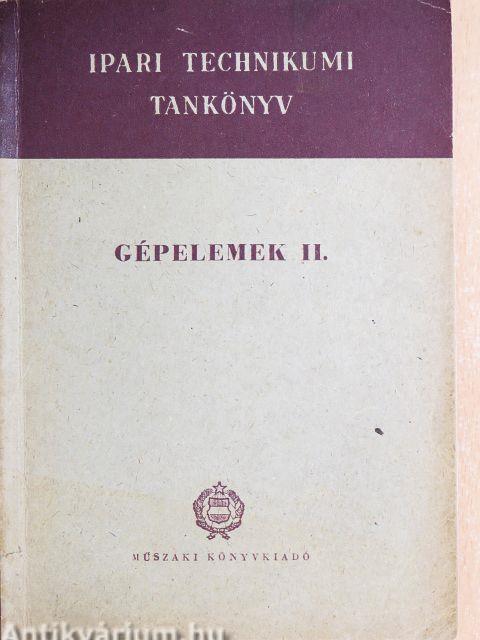 IPARI TECHNIKUMI
TANKÖNYV
GÉPELEMEK II.
MŰSZAKI KÖNYVKIADÓ
Antikvárium.hu